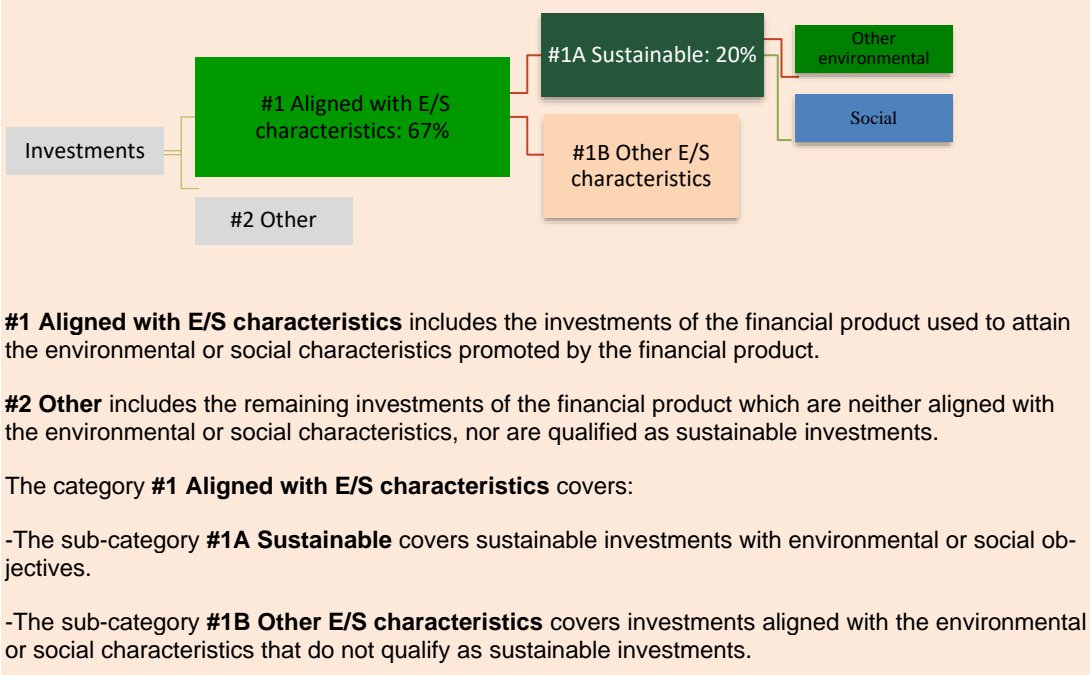 Investments
#1 Aligned with E/S
characteristics: 67%
#2 Other
#1A Sustainable: 20%
#1B Other E/S
characteristics
Other
environmental
Social
#1 Aligned with E/S characteristics includes the investments of the financial product used to attain
the environmental or social characteristics promoted by the financial product.
#2 Other includes the remaining investments of the financial product which are neither aligned with
the environmental or social characteristics, nor are qualified as sustainable investments.
The category #1 Aligned with E/S characteristics covers:
-The sub-category #1A Sustainable covers sustainable investments with environmental or social ob-
jectives.
-The sub-category #1B Other E/S characteristics covers investments aligned with the environmental
or social characteristics that do not qualify as sustainable investments.